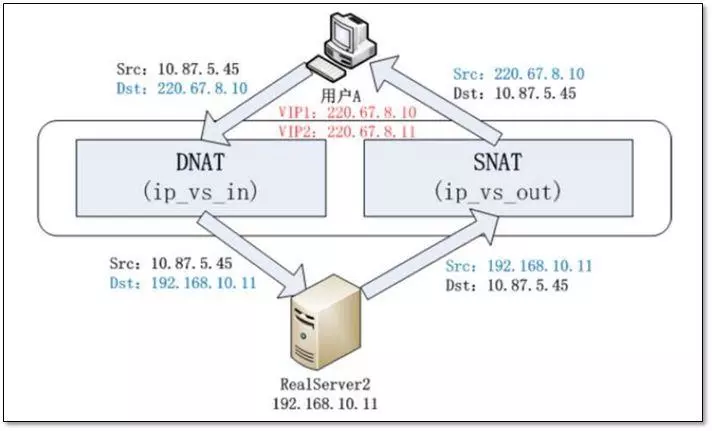 Src: 10.87.5.45
Dst: 220.67.8.10
用户A
Src: 220.67.8.10
Dst: 10.87.5.45
VIP1: 220.67.8.10
VIP2: 220.67.8.11
DNAT
(ip_vs_in)
SNAT
(ip_vs_out)
Src: 10.87.5.45
Dst: 192.168.10.11
Src: 192.168.10.11
Dst: 10.87.5.45
RealServer2
192.168.10.11